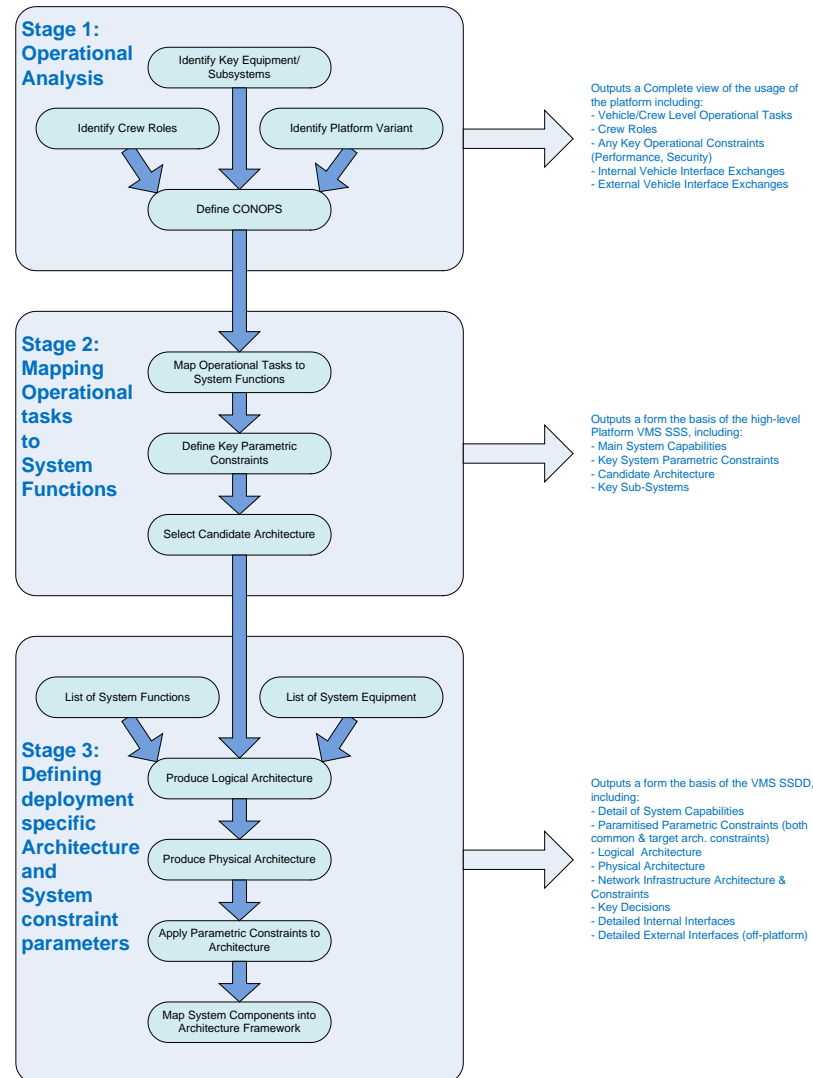 Stage 1:
Operational
Analysis
Identify Key Equipment/
Subsystems
Identify Crew Roles
Identify Platform Variant
Define CONOPS
Outputs a Complete view of the usage of
the platform including:
- Vehicle/Crew Level Operational Tasks
- Crew Roles
- Any Key Operational Constraints
(Performance, Security)
- Internal Vehicle Interface Exchanges
- External Vehicle Interface Exchanges
Stage 2:
Mapping
Operational
tasks
to
System
Functions
Map Operational Tasks to
System Functions
Define Key Parametric
Constraints
Select Candidate Architecture
Outputs a form the basis of the high-level
Platform VMS SSS, including:
- Main System Capabilities
- Key System Parametric Constraints
- Candidate Architecture
- Key Sub-Systems
Stage 3:
Defining
deployment
specific
Architecture
and
System
constraint
parameters
List of System Functions
List of System Equipment
Produce Logical Architecture
Produce Physical Architecture
Apply Parametric Constraints to
Architecture
Map System Components into
Architecture Framework
Outputs a form the basis of the VMS SSDD,
including:
- Detail of System Capabilities
- Paramitised Parametric Constraints (both
common & target arch. constraints)
- Logical  Architecture
- Physical Architecture
- Network Infrastructure Architecture &
Constraints
- Key Decisions
- Detailed Internal Interfaces
- Detailed External Interfaces (off-platform)